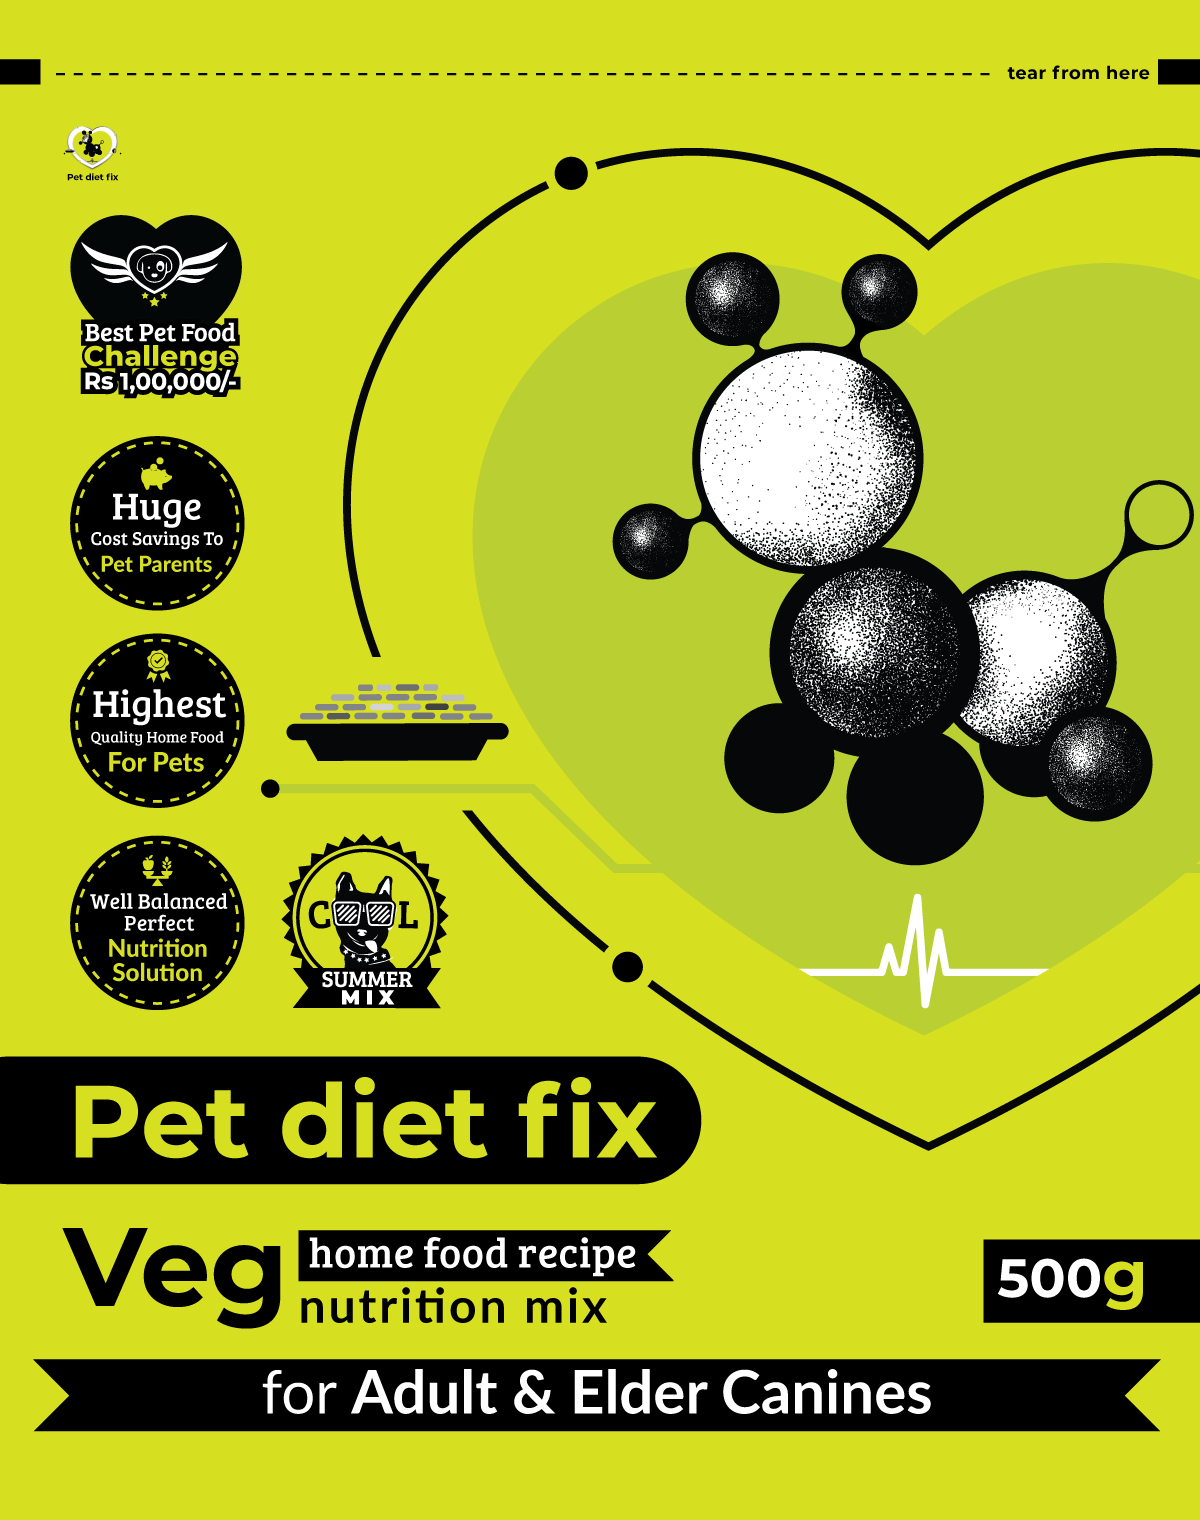 tear from here
Pet diet fix
Best Pet Food
Challenge
Rs 1,00,000/-
Huge
Cost Savings To
Pet Parents
Highest
Quality Home Food
For Pets
Well Balanced
Perfect
Nutrition
Solution
COOL
SUMMER
MIX
Pet diet fix
Veg
home food recipe
nutrition mix
500g
for Adult & Elder Canines